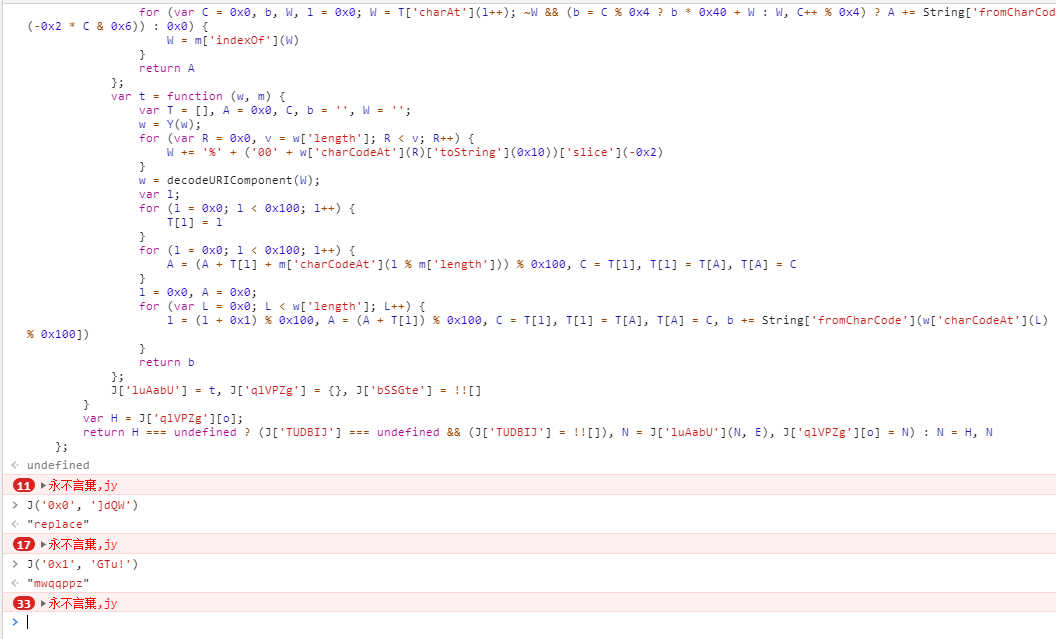 for (var C = 0x0, b, W, l = 0x0; W = T['charAt'](l++); ~W && (b = C % 0x4 ? b * 0x40 + W : W, C++ % 0x4) ? A += String['fromCharCod
(-0x2 * C & 0x6)) : 0x0) {
W = m['indexOf'](W)
}
return A
};
var t = function (w, m) {
var T = [], A = 0x0, C, b = '', W = '';
w = Y(w);
for (var R = 0x0, v = w['length']; R < v; R++) {
W += '%' + ('00' + w['charCodeAt'](R)['toString'](0x10))['slice'](-0x2)
}
w = decodeURIComponent(W);
var l;
for (l = 0x0; l < 0x100; l++) {
T[l] = l
}
for (l = 0x0; l < 0x100; l++) {
A = (A + T[l] + m['charCodeAt'](l % m['length'])) % 0x100, C = T[l], T[l] = T[A], T[A] = C
}
l = 0x0, A = 0x0;
for (var L = 0x0; L < w['length']; L++) {
l = (l + 0x1) % 0x100, A = (A + T[l]) % 0x100, C = T[l], T[l] = T[A], T[A] = C, b += String['fromCharCode'](w['charCodeAt'](L)
% 0x100])
}
return b
};
J['luAabU'] = t, J['qlVPZg'] = {}, J['bSSGte'] = !![]
}
var H = J['qlVPZg'][o];
return H === undefined ? (J['TUDBIJ'] === undefined && (J['TUDBIJ'] = !![]), N = J['luAabU'](N, E), J['qlVPZg'][o] = N) : N = H, N
};
undefined
11 永不言棄,jy
> J('0x0', ']dQW')
"replace"
17 永不言棄,jy
> J('0x1', 'GTu!')
"mwqqppz"
33 永不言棄,jy
>